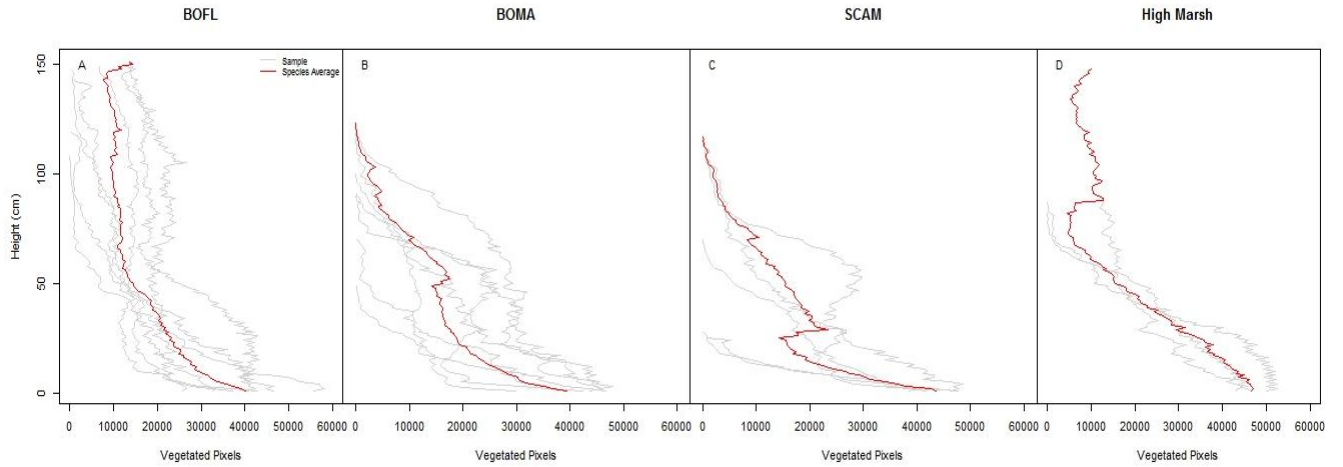 BOFL BOMA SCAM High Marsh
A B C D
Sample
Species Average
150
100
50
0
Height (cm)
0 10000 20000 30000 40000 50000 60000
0 10000 20000 30000 40000 50000 60000
0 10000 20000 30000 40000 50000 60000
0 10000 20000 30000 40000 50000 60000
Vegetated Pixels Vegetated Pixels Vegetated Pixels Vegetated Pixels